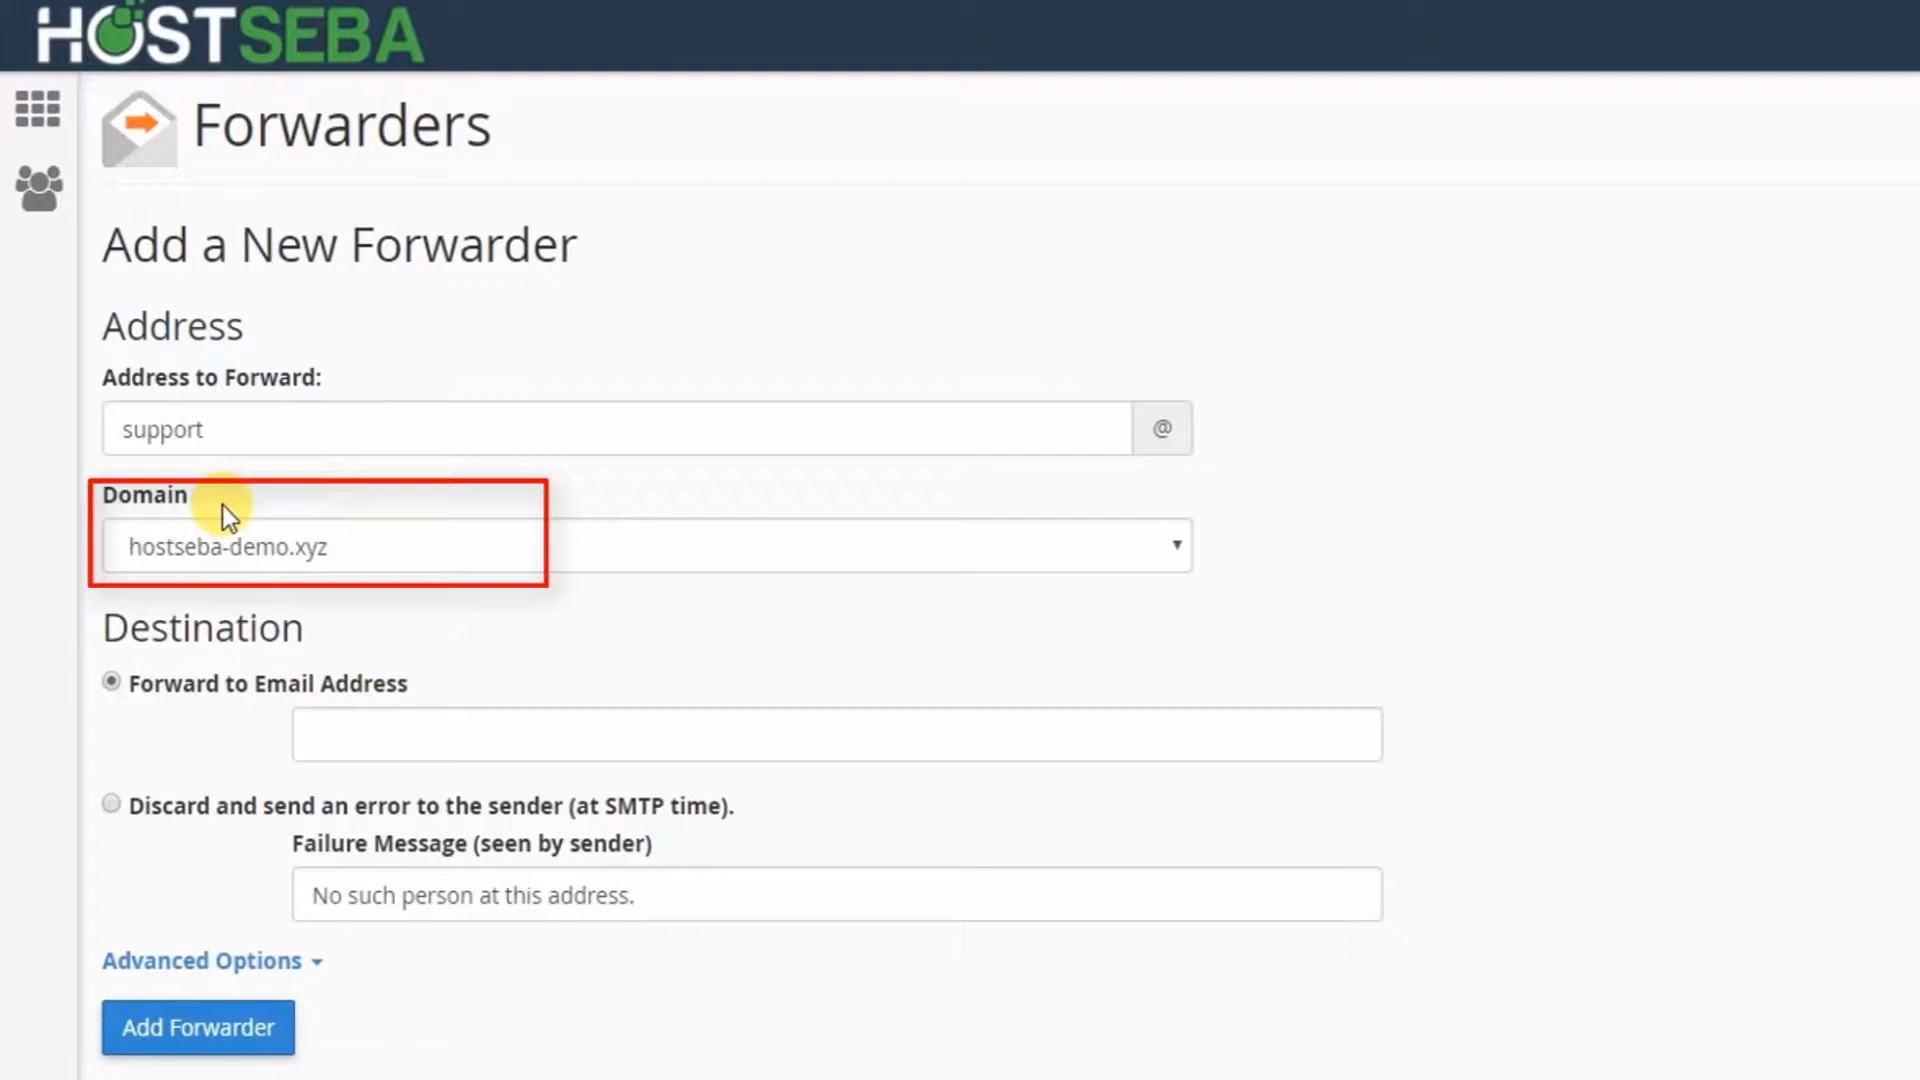 HOSTSEBA
Forwarders
Add a New Forwarder
Address
Address to Forward:
support @
Domain
hostseba-demo.xyz
Destination
Forward to Email Address
Discard and send an error to the sender (at SMTP time).
Failure Message (seen by sender)
No such person at this address.
Advanced Options
Add Forwarder